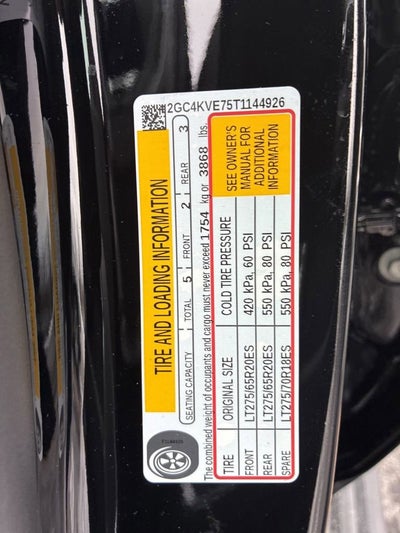 2GC4KVE75T1144926
TIRE AND LOADING INFORMATION
SEATING CAPACITY TOTAL 5 FRONT 2 REAR 3
The combined weight of occupants and cargo must never exceed 1754 kg or 3868 lbs
TIRE ORIGINAL SIZE COLD TIRE PRESSURE
FRONT LT275/65R20ES 420 kPa, 60 PSI
REAR LT275/65R20ES 550 kPa, 80 PSI
SPARE LT275/70R18ES 550 kPa, 80 PSI
SEE OWNER'S
MANUAL FOR
ADDITIONAL
INFORMATION